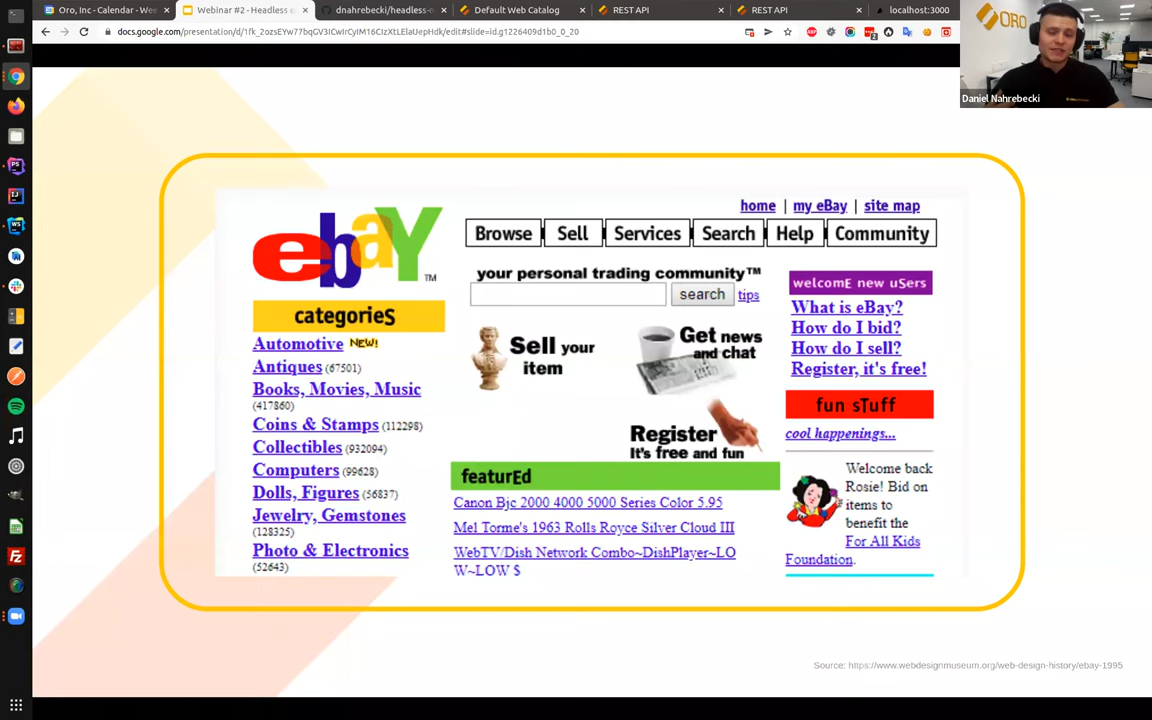 Oro, Inc - Calendar - Wee
Webinar #2 - Headless e
dnahrebecki/headless-o
Default Web Catalog
REST API
REST API
localhost:3000
docs.google.com/presentation/d/1fk_2ozsEYw77bqGV3ICwIrCyIM16CIzXtLElaUepHdk/edit#slide=id.g1226409d1b0_0_20
ORO
Daniel Nahrebecki
home | my eBay | site map
ebaY™
Browse Sell Services Search Help Community
your personal trading community™
search tips
categorieS
Automotive NEW!
Antiques (67501)
Books, Movies, Music
(417860)
Coins & Stamps (112298)
Collectibles (932094)
Computers (99628)
Dolls, Figures (56837)
Jewelry, Gemstones
(128325)
Photo & Electronics
(52643)
Sell your
item
Get news
and chat
Register
It's free and fun
featurEd
Canon Bjc 2000 4000 5000 Series Color 5.95
Mel Torme's 1963 Rolls Royce Silver Cloud III
WebTV/Dish Network Combo~DishPlayer~LO
W~LOW $
welcomE new uSers
What is eBay?
How do I bid?
How do I sell?
Register, it's free!
fun sTuff
cool happenings...
Welcome back
Rosie! Bid on
items to
benefit the
For All Kids
Foundation.
Source: https://www.webdesignmuseum.org/web-design-history/ebay-1995